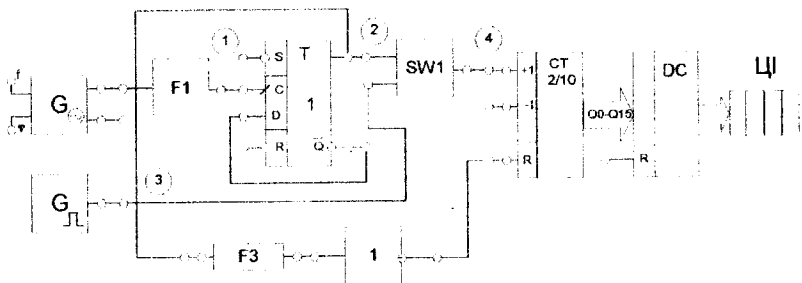 1
2
4
3
f
G
F1
S
T
C
1
D
R
Q
SW1
+1
-1
R
CT
2/10
Q0-Q15
DC
R
ЦІ
G
F3
1